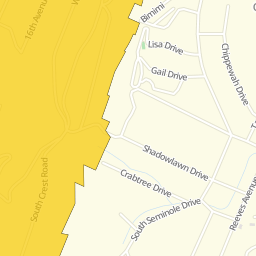 Bimimi
16th Avenue
Lisa Drive
Chippewah Drive
Gail Drive
Shadowlawn Drive
South Crest Road
Crabtree Drive
South Seminole Drive
Reeves Avenue